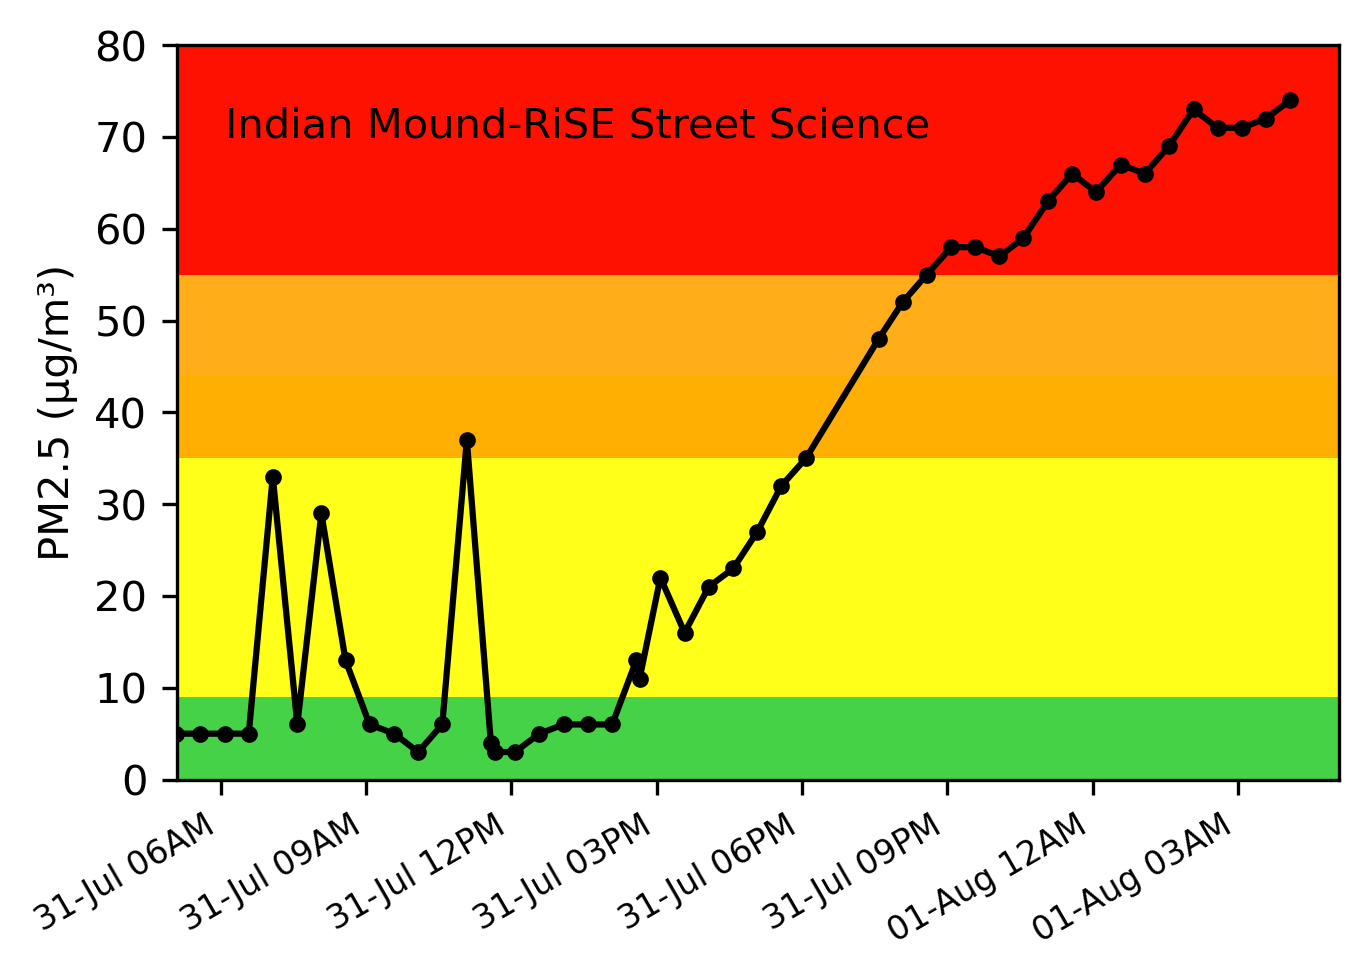 80
Indian Mound-RiSE Street Science
70
60
50
40
30
20
10
0
PM2.5 (µg/m³)
31-Jul 06AM
31-Jul 09AM
31-Jul 12PM
31-Jul 03PM
31-Jul 06PM
31-Jul 09PM
01-Aug 12AM
01-Aug 03AM